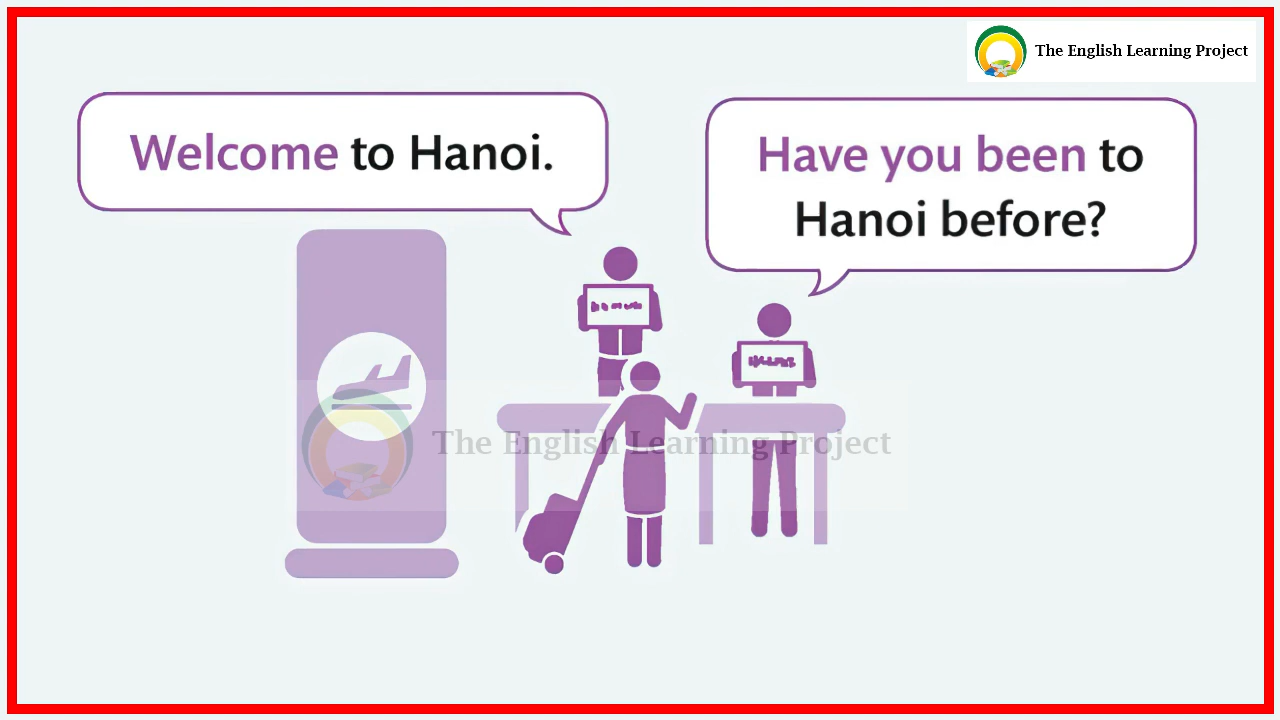 The English Learning Project
Welcome to Hanoi.
Have you been to
Hanoi before?
The English Learning Project